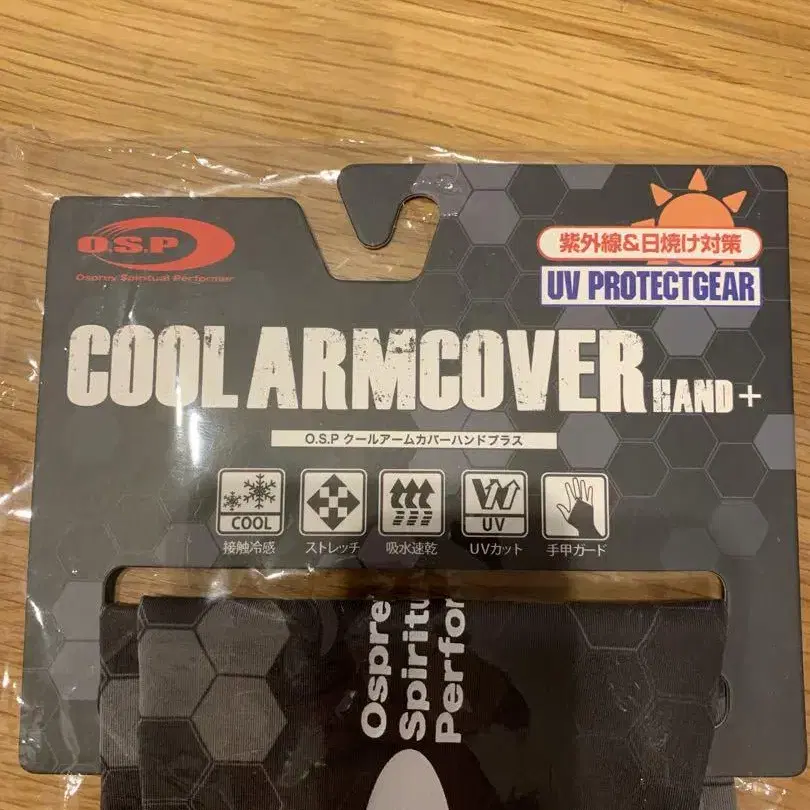 O.S.P
Osprey Spiritual Performer
紫外線&日焼け対策
UV PROTECTGEAR
COOL ARMCOVER HAND+
O.S.P クールアームカバーハンドプラス
COOL
UV
接触冷感
ストレッチ
吸水速乾
UVカット
手甲ガード
Ospre
Spiritu
Perfor